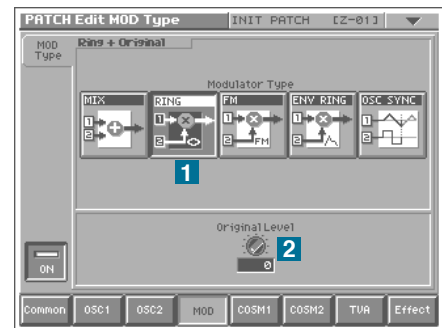 PATCH Edit MOD Type INIT PATCH [Z-01]
MOD Type
Ring + Original
Modulator Type
MIX RING FM ENV RING OSC SYNC
1 2 1 2 1 2 FM 1 2 1 2
1
Original Level
2
0
ON
Common OSC1 OSC2 MOD COSM1 COSM2 TVA Effect